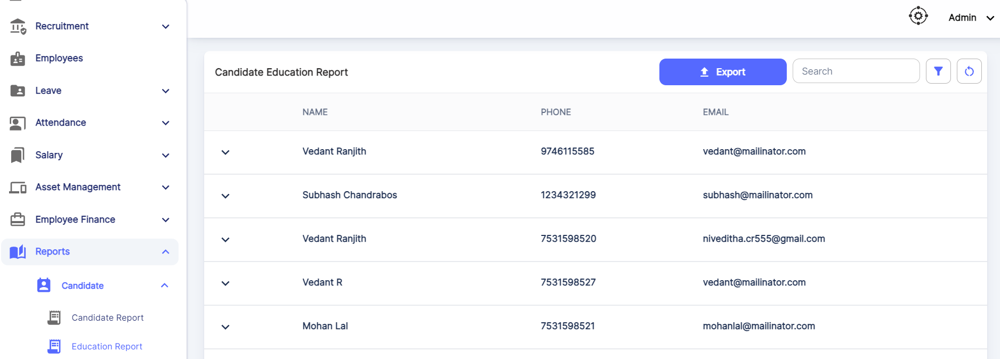 Admin
Recruitment
Employees
Leave
Attendance
Salary
Asset Management
Employee Finance
Reports
Candidate
Candidate Report
Education Report
Candidate Education Report
Export
Search
NAME PHONE EMAIL
Vedant Ranjith 9746115585 vedant@mailinator.com
Subhash Chandrabos 1234321299 subhash@mailinator.com
Vedant Ranjith 7531598520 niveditha.cr555@gmail.com
Vedant R 7531598527 vedant@mailinator.com
Mohan Lal 7531598521 mohanlal@mailinator.com